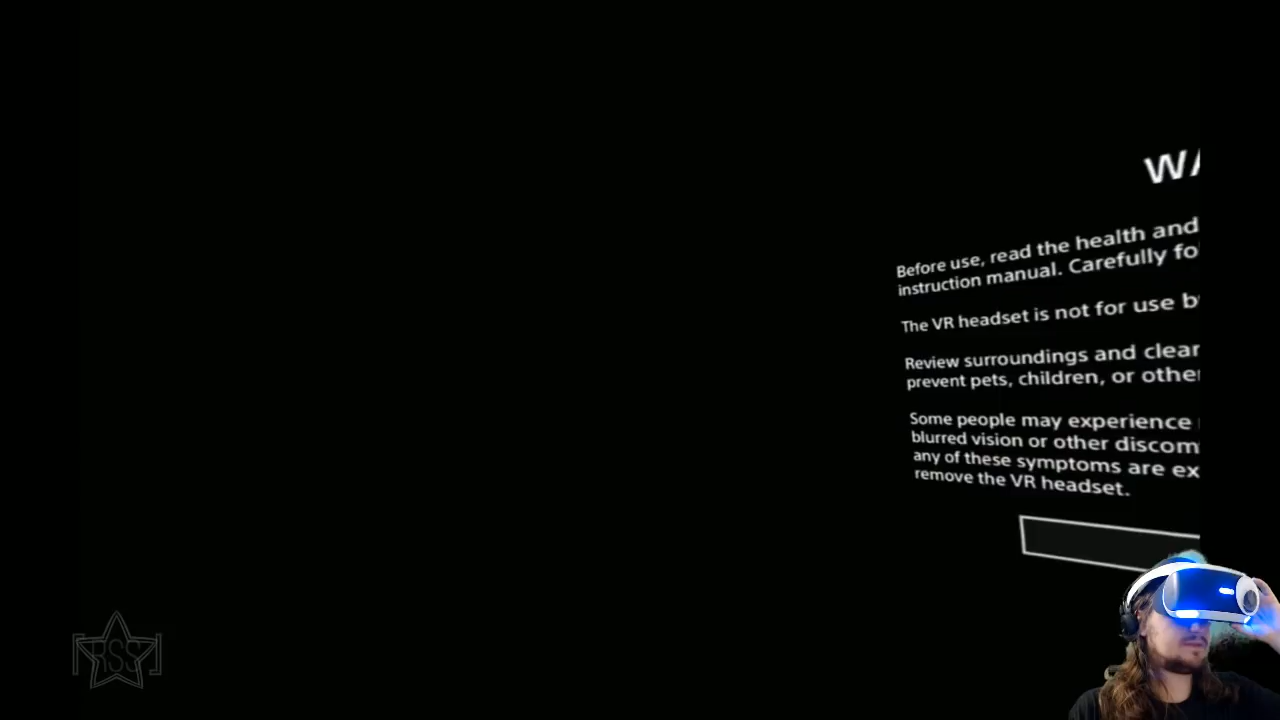 WA
Before use, read the health and
instruction manual. Carefully fo
The VR headset is not for use b
Review surroundings and clear
prevent pets, children, or other
Some people may experience
blurred vision or other discom
any of these symptoms are ex
remove the VR headset.
RSS